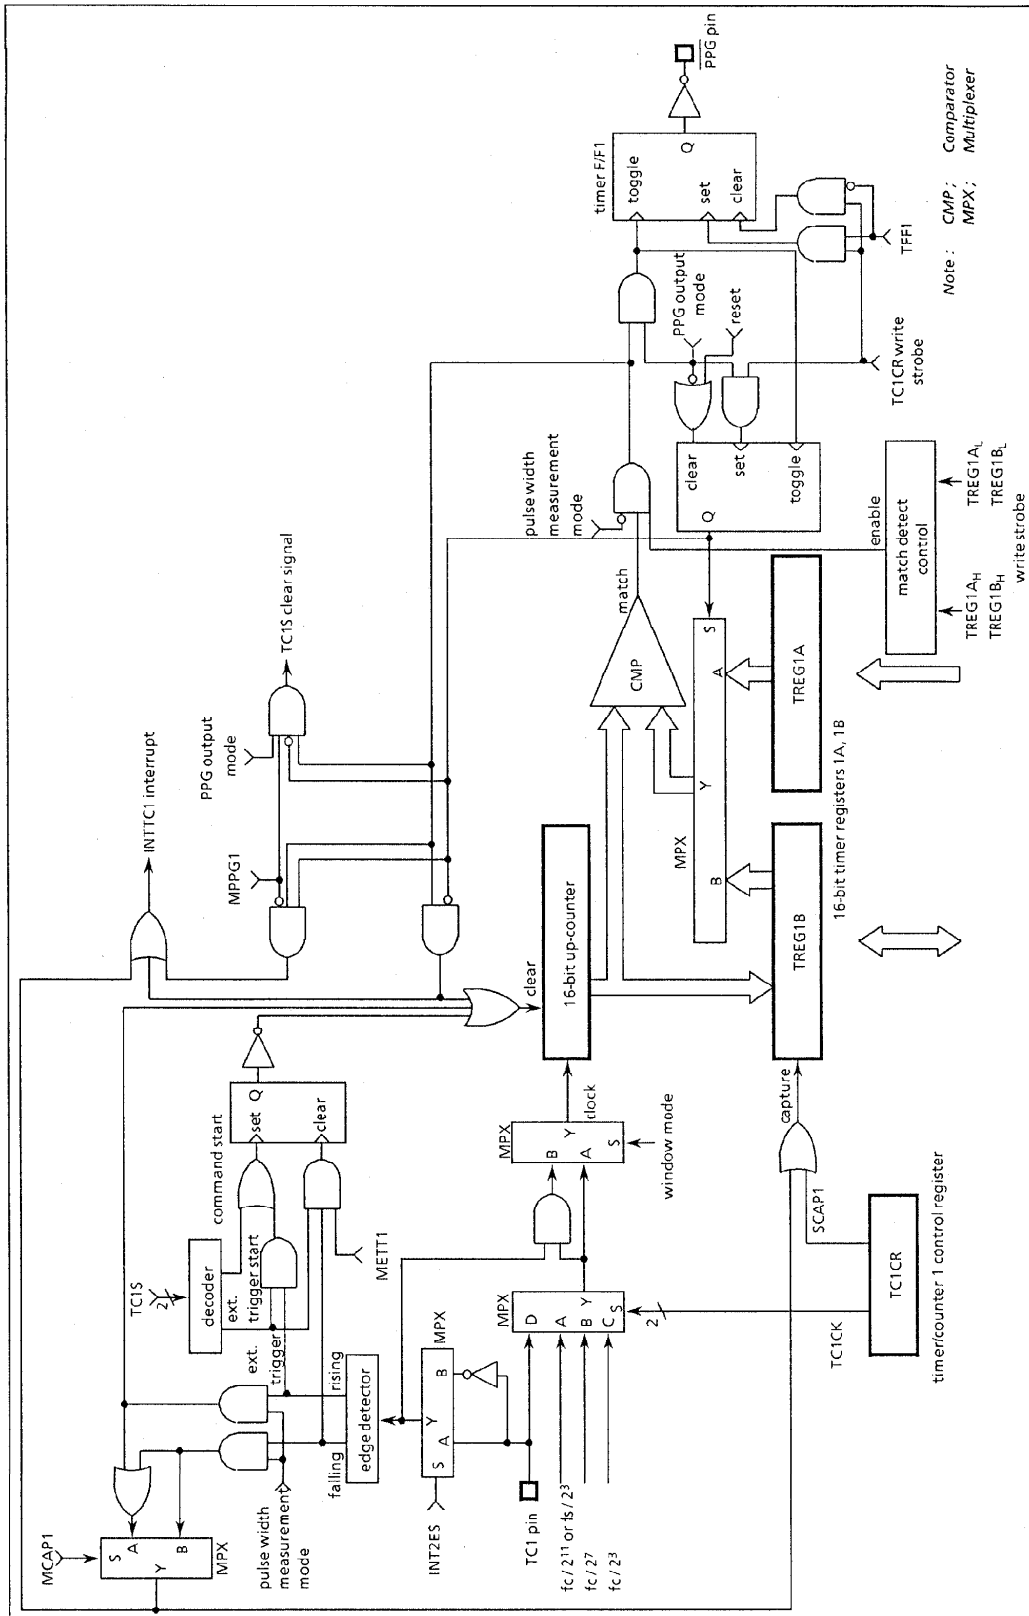 MCAP1
S
A
Y
B
MPX
pulse width
measurement
mode
TC1S
2
decoder
ext.
trigger start
command start
ext.
trigger
rising
falling
edge detector
set
Q
clear
METT1
INT2ES
S
A
Y
B
MPX
TC1 pin
fc / 2¹¹ or fs / 2³
fc / 27
fc / 2³
MPX
D
A
B
Y
C
S
2
TC1CK
MPX
B
Y
A
S
clock
window mode
TC1CR
timer/counter 1 control register
SCAP1
capture
INTTC1 interrupt
MPPG1
PPG output
mode
TC1S clear signal
clear
16-bit up-counter
CMP
match
MPX
B
Y
A
S
TREG1B
TREG1A
16-bit timer registers 1A, 1B
pulse width
measurement
mode
enable
match detect
control
TREG1A_H
TREG1B_H
TREG1A_L
TREG1B_L
write strobe
Q
clear
set
toggle
PPG output
mode
reset
TC1CR write
strobe
TFF1
timer F/F1
toggle
Q
set
clear
PPG pin
Note : CMP ; Comparator
MPX ; Multiplexer